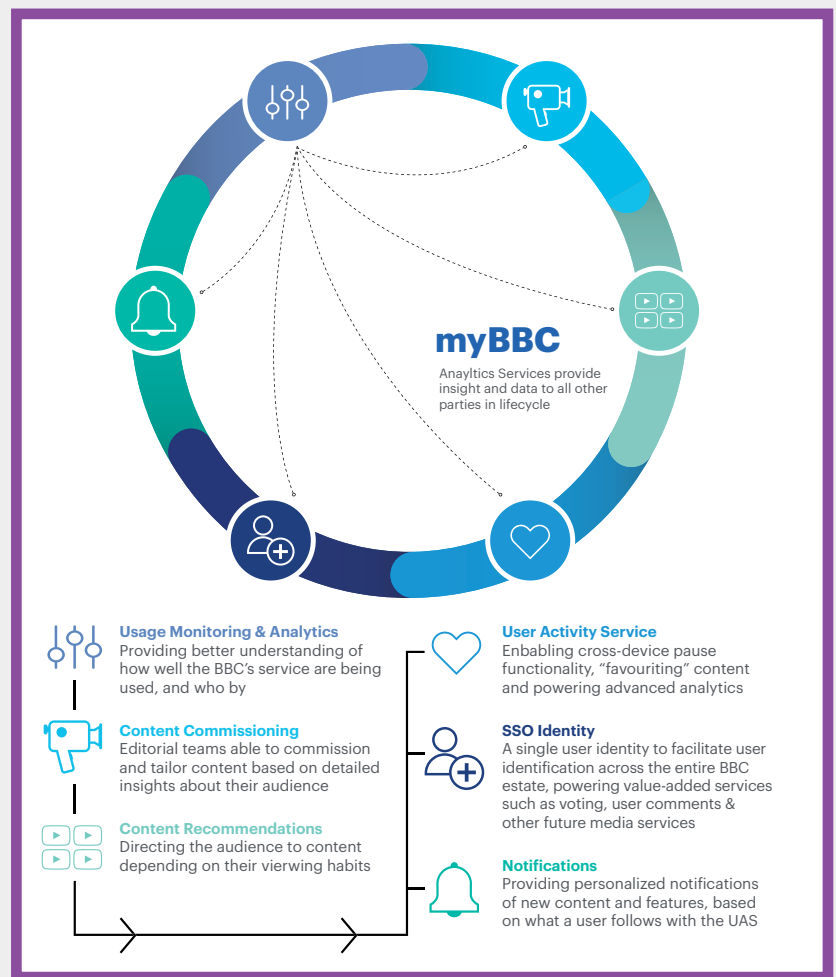 myBBC
Anayltics Services provide
insight and data to all other
parties in lifecycle
Usage Monitoring & Analytics
Providing better understanding of
how well the BBC's service are being
used, and who by
Content Commissioning
Editorial teams able to commission
and tailor content based on detailed
insights about their audience
Content Recommendations
Directing the audience to content
depending on their vierwing habits
User Activity Service
Enbabling cross-device pause
functionality, “favouriting” content
and powering advanced analytics
SSO Identity
A single user identity to facilitate user
identification across the entire BBC
estate, powering value-added services
such as voting, user comments &
other future media services
Notifications
Providing personalized notifications
of new content and features, based
on what a user follows with the UAS